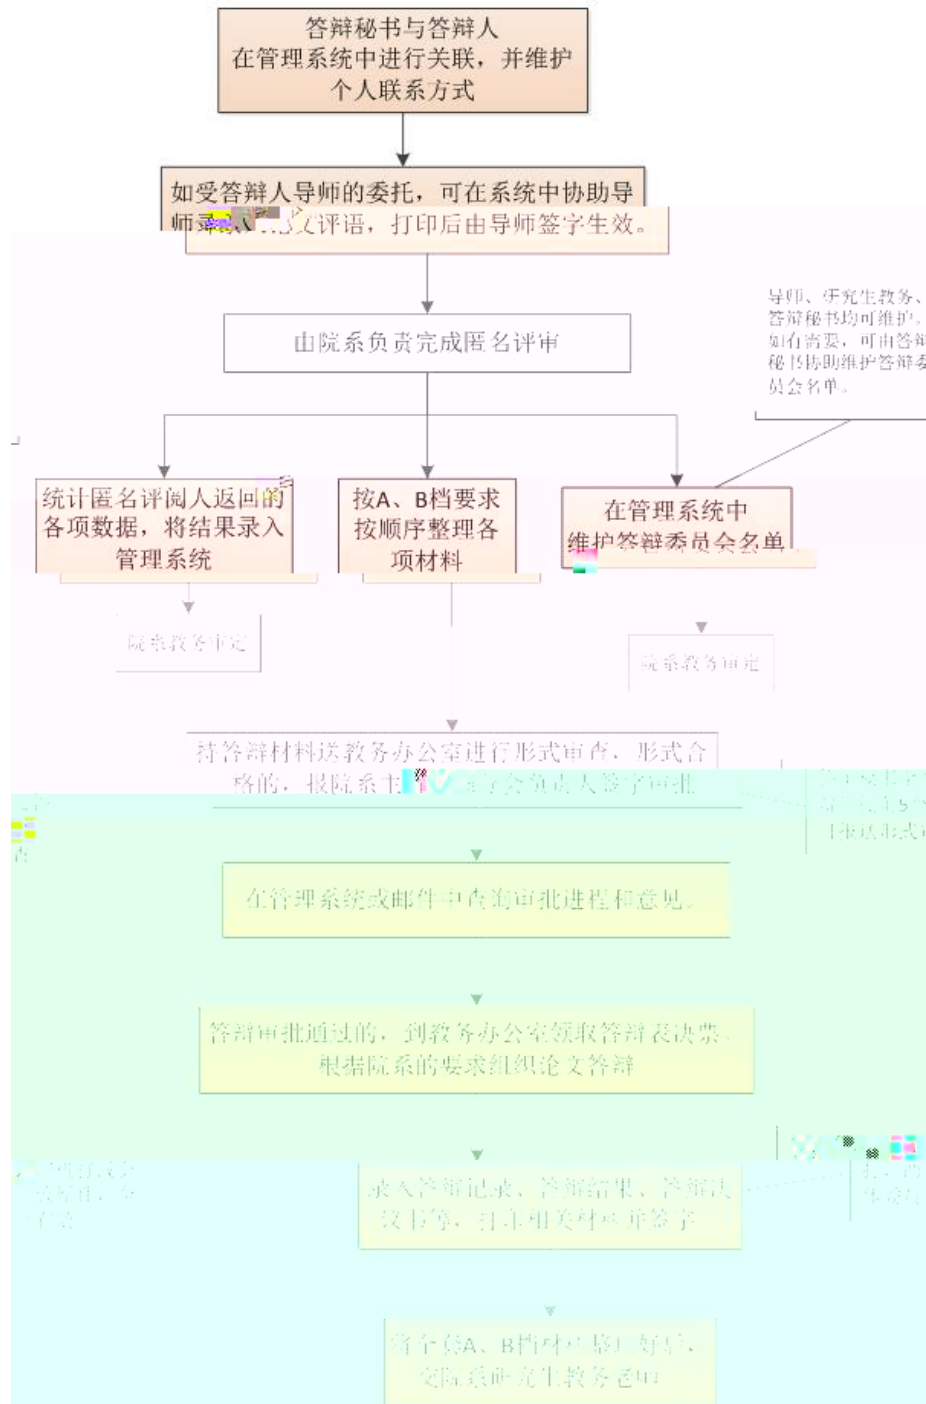 答辩秘书与答辩人
在管理系统中进行关联，并维护
个人联系方式
如受答辩人导师的委托，可在系统中协助导
师评语，打印后由导师签字生效。
由院系负责完成匿名评审
导师、研究生教务、
答辩秘书均可维护。
如有需要，可由答辩
秘书协助维护答辩委
员会名单。
统计匿名评阅人返回的
各项数据，将结果录入
管理系统
按A、B档要求
按顺序整理各
项材料
在管理系统中
维护答辩委员会名单
院系教务审定
院系教务审定
持答辩材料送教务办公室进行形式审查，形式合
格的，报院系主负责人签字审批
在管理系统或邮件中查询审批进程和意见。
答辩审批通过的，到教务办公室领取答辩表决票。
根据院系的要求组织论文答辩
录入答辩记录、答辩结果、答辩决
议书等，打印相关材料并签字
A、B档材料整理好后，
交院系研究生教务老师